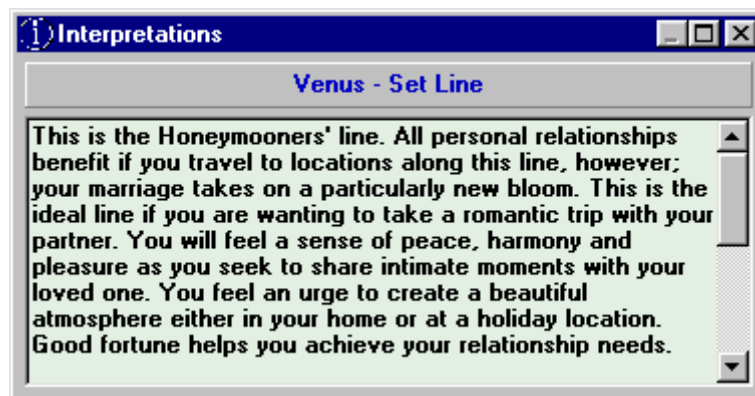 Interpretations
Venus - Set Line
This is the Honeymooners' line. All personal relationships
benefit if you travel to locations along this line, however;
your marriage takes on a particularly new bloom. This is the
ideal line if you are wanting to take a romantic trip with your
partner. You will feel a sense of peace, harmony and
pleasure as you seek to share intimate moments with your
loved one. You feel an urge to create a beautiful
atmosphere either in your home or at a holiday location.
Good fortune helps you achieve your relationship needs.